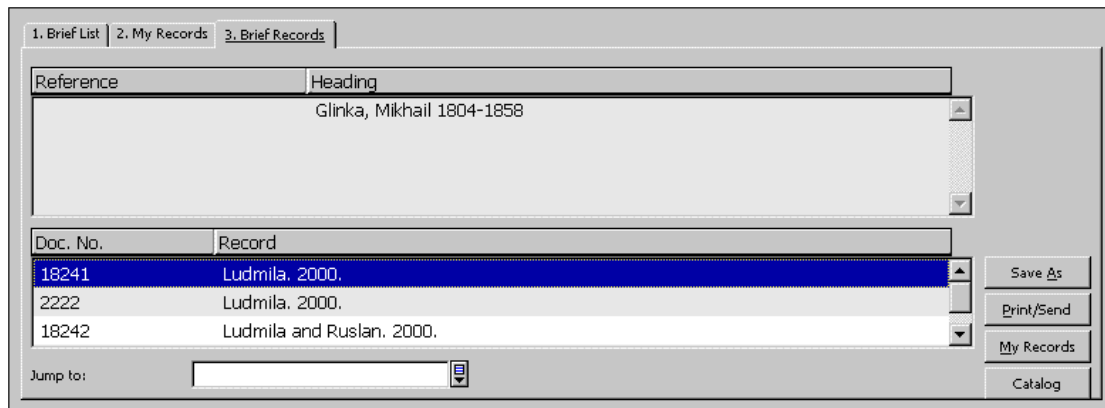 1. Brief List 2. My Records 3. Brief Records
Reference Heading
Glinka, Mikhail 1804-1858
Doc. No. Record
18241 Ludmila. 2000.
2222 Ludmila. 2000.
18242 Ludmila and Ruslan. 2000.
Save As
Print/Send
My Records
Jump to:
Catalog